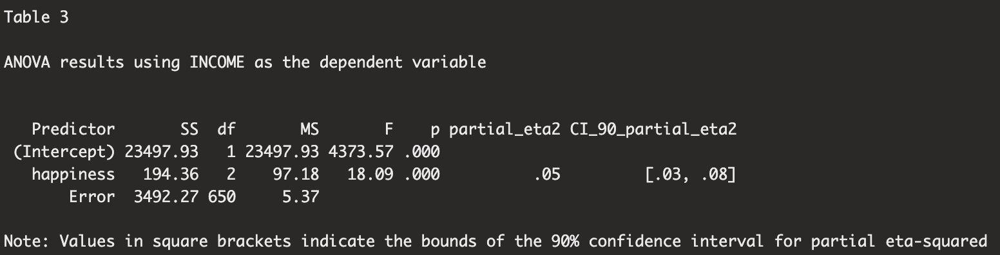 Table 3
ANOVA results using INCOME as the dependent variable
Predictor SS df MS F p partial_eta2 CI_90_partial_eta2
(Intercept) 23497.93 1 23497.93 4373.57 .000
happiness 194.36 2 97.18 18.09 .000 .05 [.03, .08]
Error 3492.27 650 5.37
Note: Values in square brackets indicate the bounds of the 90% confidence interval for partial eta-squared